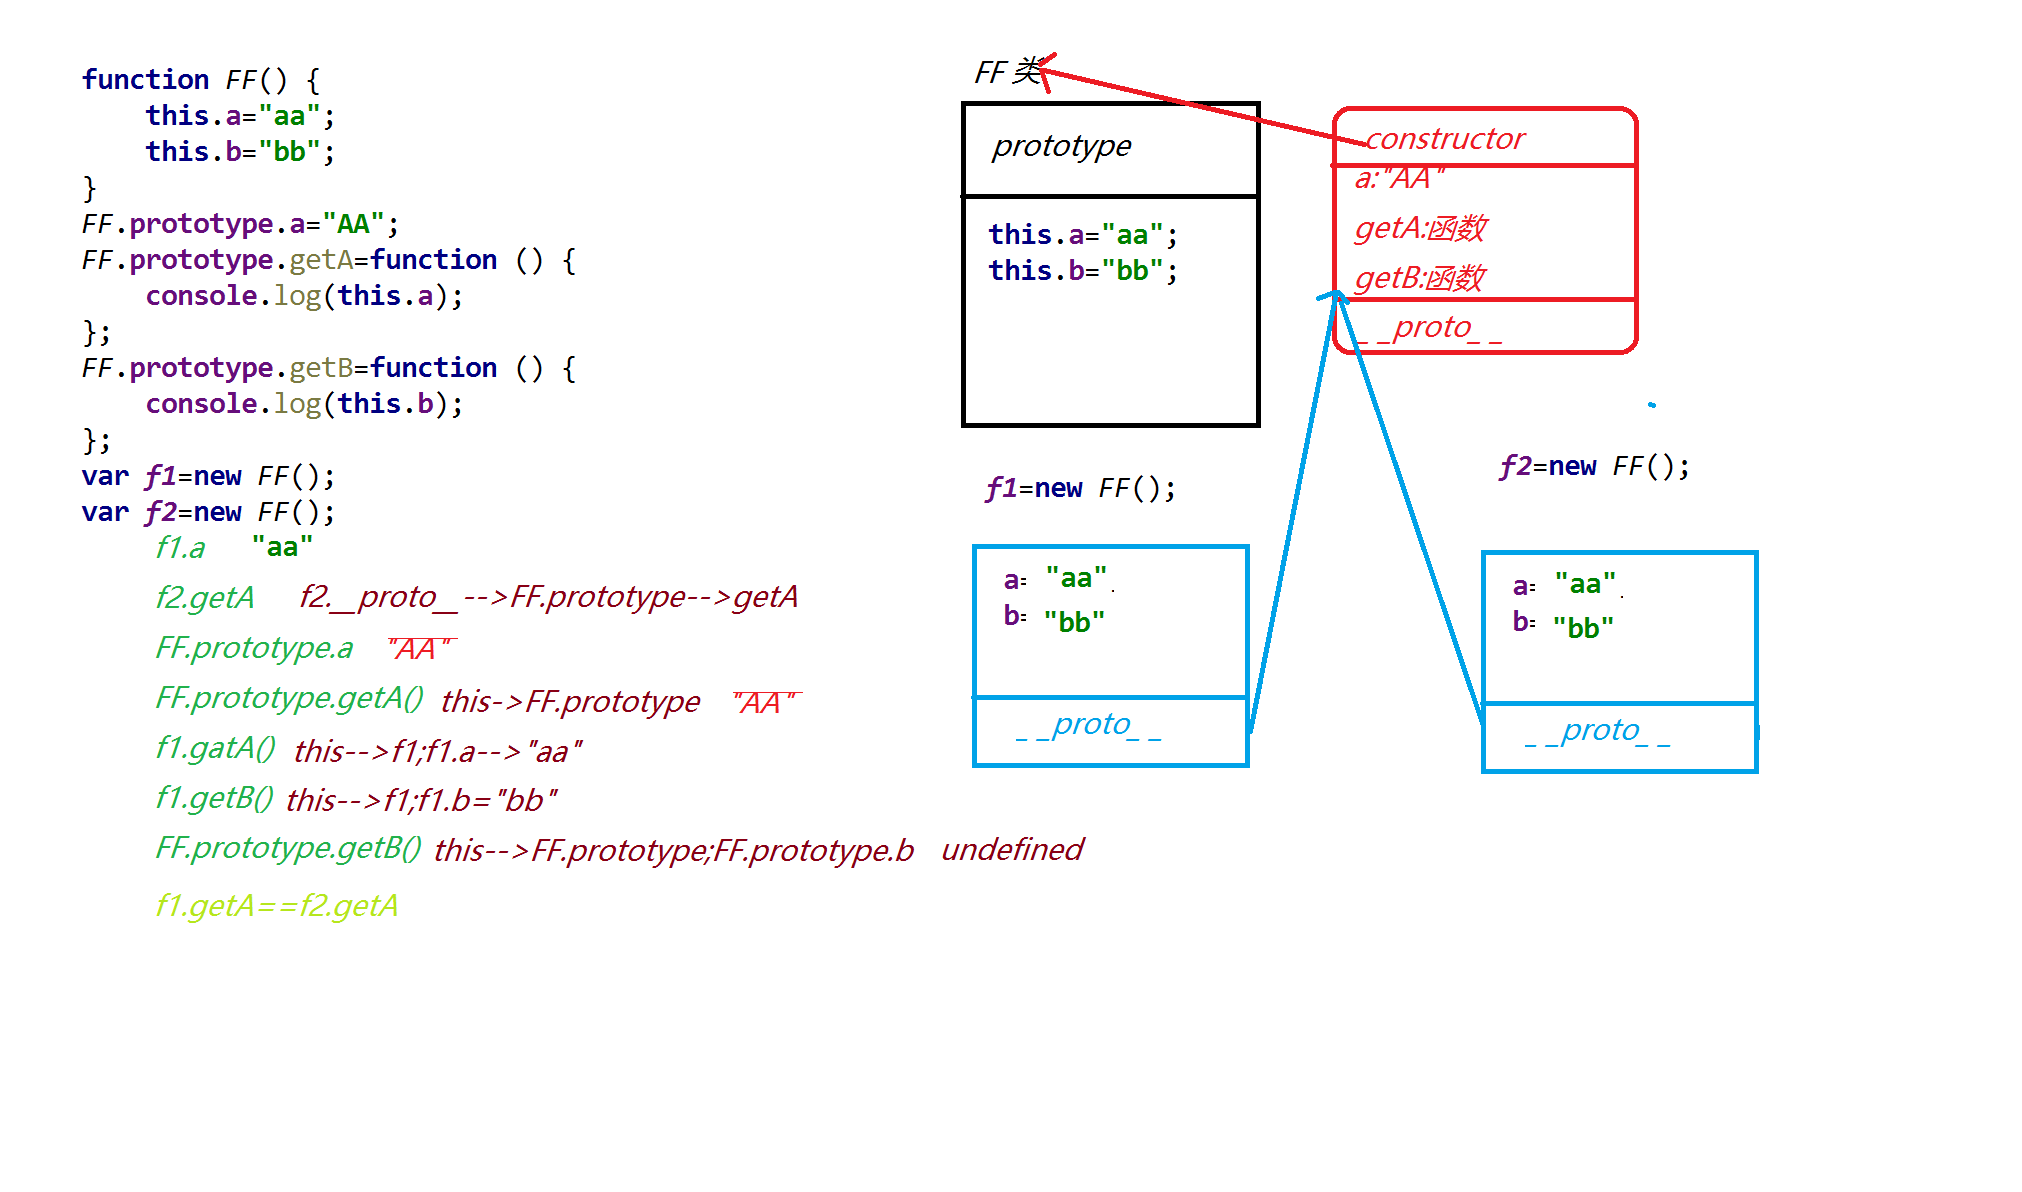 function FF() {
this.a="aa";
this.b="bb";
}
FF.prototype.a="AA";
FF.prototype.getA=function () {
console.log(this.a);
};
FF.prototype.getB=function () {
console.log(this.b);
};
var f1=new FF();
var f2=new FF();
f1.a "aa"
f2.getA f2.__proto__-->FF.prototype-->getA
FF.prototype.a "AA"
FF.prototype.getA() this->FF.prototype "AA"
f1.gatA() this-->f1;f1.a-->"aa"
f1.getB() this-->f1;f1.b="bb"
FF.prototype.getB() this-->FF.prototype;FF.prototype.b undefined
f1.getA==f2.getA
FF 类
prototype
this.a="aa";
this.b="bb";
constructor
a:"AA"
getA:函数
getB:函数
_ _proto_ _
f1=new FF();
a= "aa"
b= "bb"
_ _proto_ _
f2=new FF();
a= "aa"
b= "bb"
_ _proto_ _